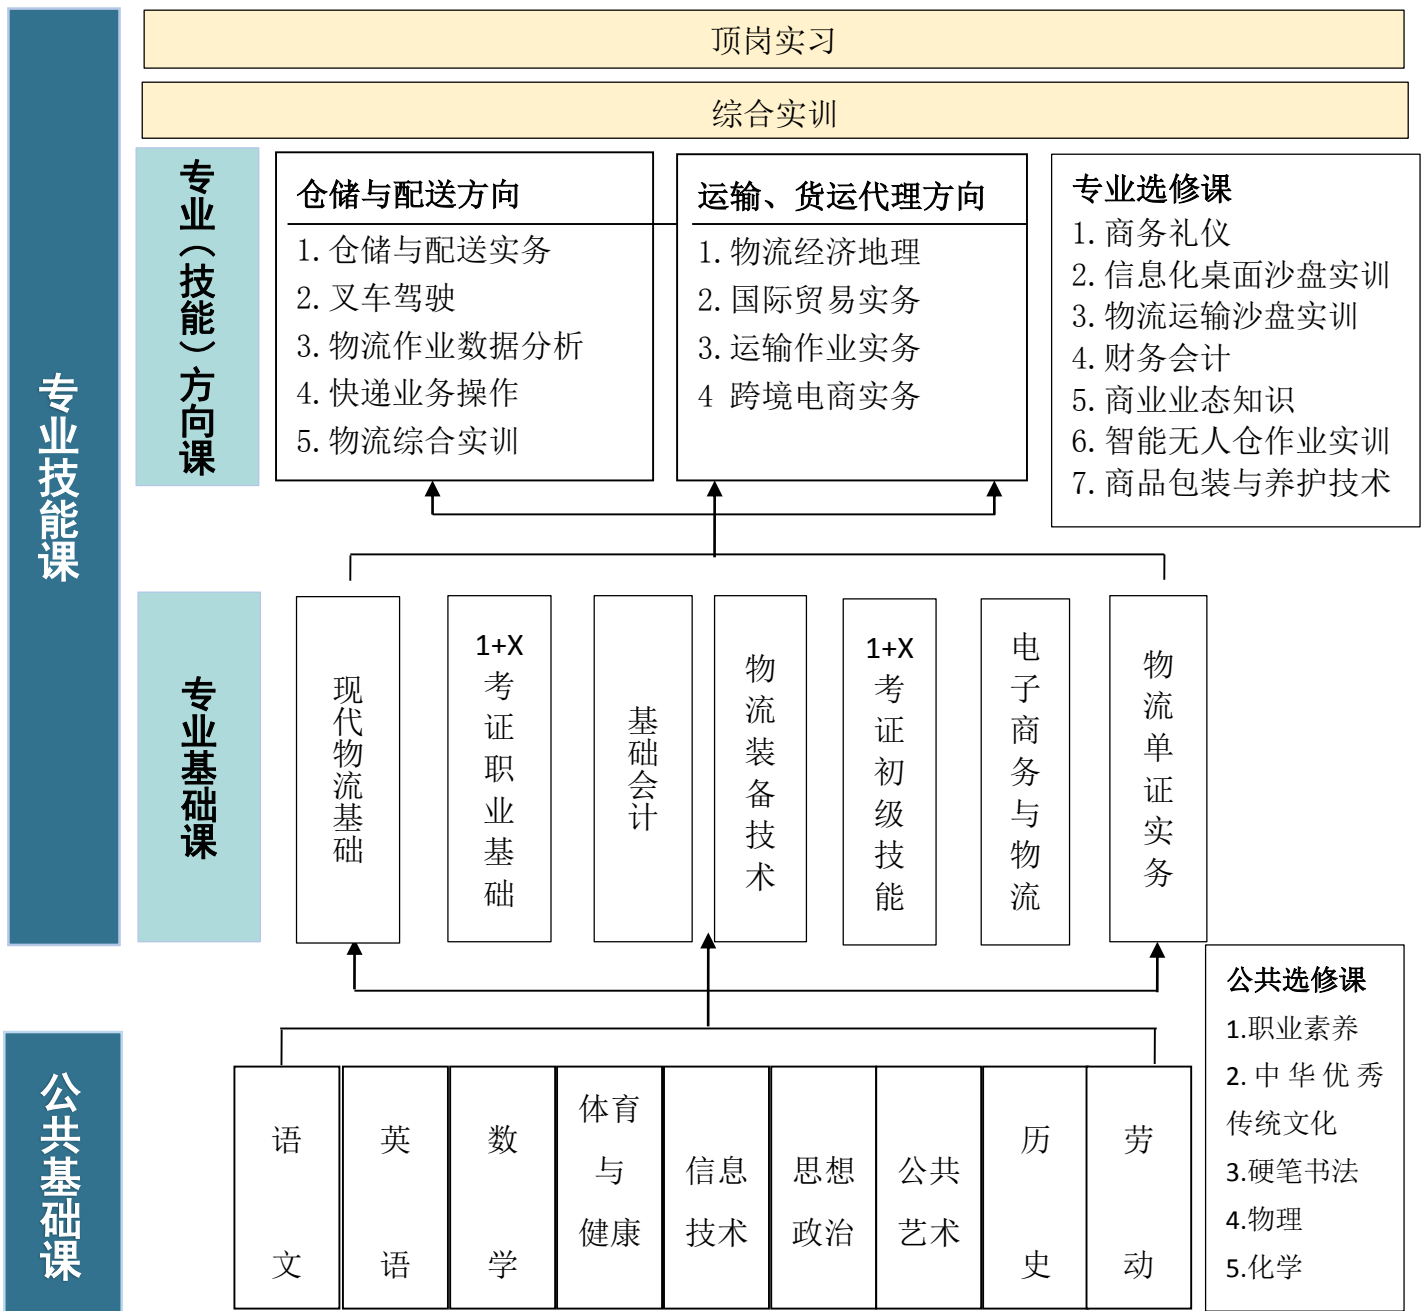 顶岗实习
综合实训
专业技能课
专业（技能）方向课
仓储与配送方向
1.仓储与配送实务
2.叉车驾驶
3.物流作业数据分析
4.快递业务操作
5.物流综合实训
运输、货运代理方向
1.物流经济地理
2.国际贸易实务
3.运输作业实务
4 跨境电商实务
专业选修课
1.商务礼仪
2.信息化桌面沙盘实训
3.物流运输沙盘实训
4.财务会计
5.商业业态知识
6.智能无人仓作业实训
7.商品包装与养护技术
专业基础课
现代物流基础
1+X考证职业基础
基础会计
物流装备技术
1+X考证初级技能
电子商务与物流
物流单证实务
公共基础课
语文
英语
数学
体育
与
健康
信息
技术
思想
政治
公共
艺术
历史
劳动
公共选修课
1.职业素养
2.中华优秀
传统文化
3.硬笔书法
4.物理
5.化学